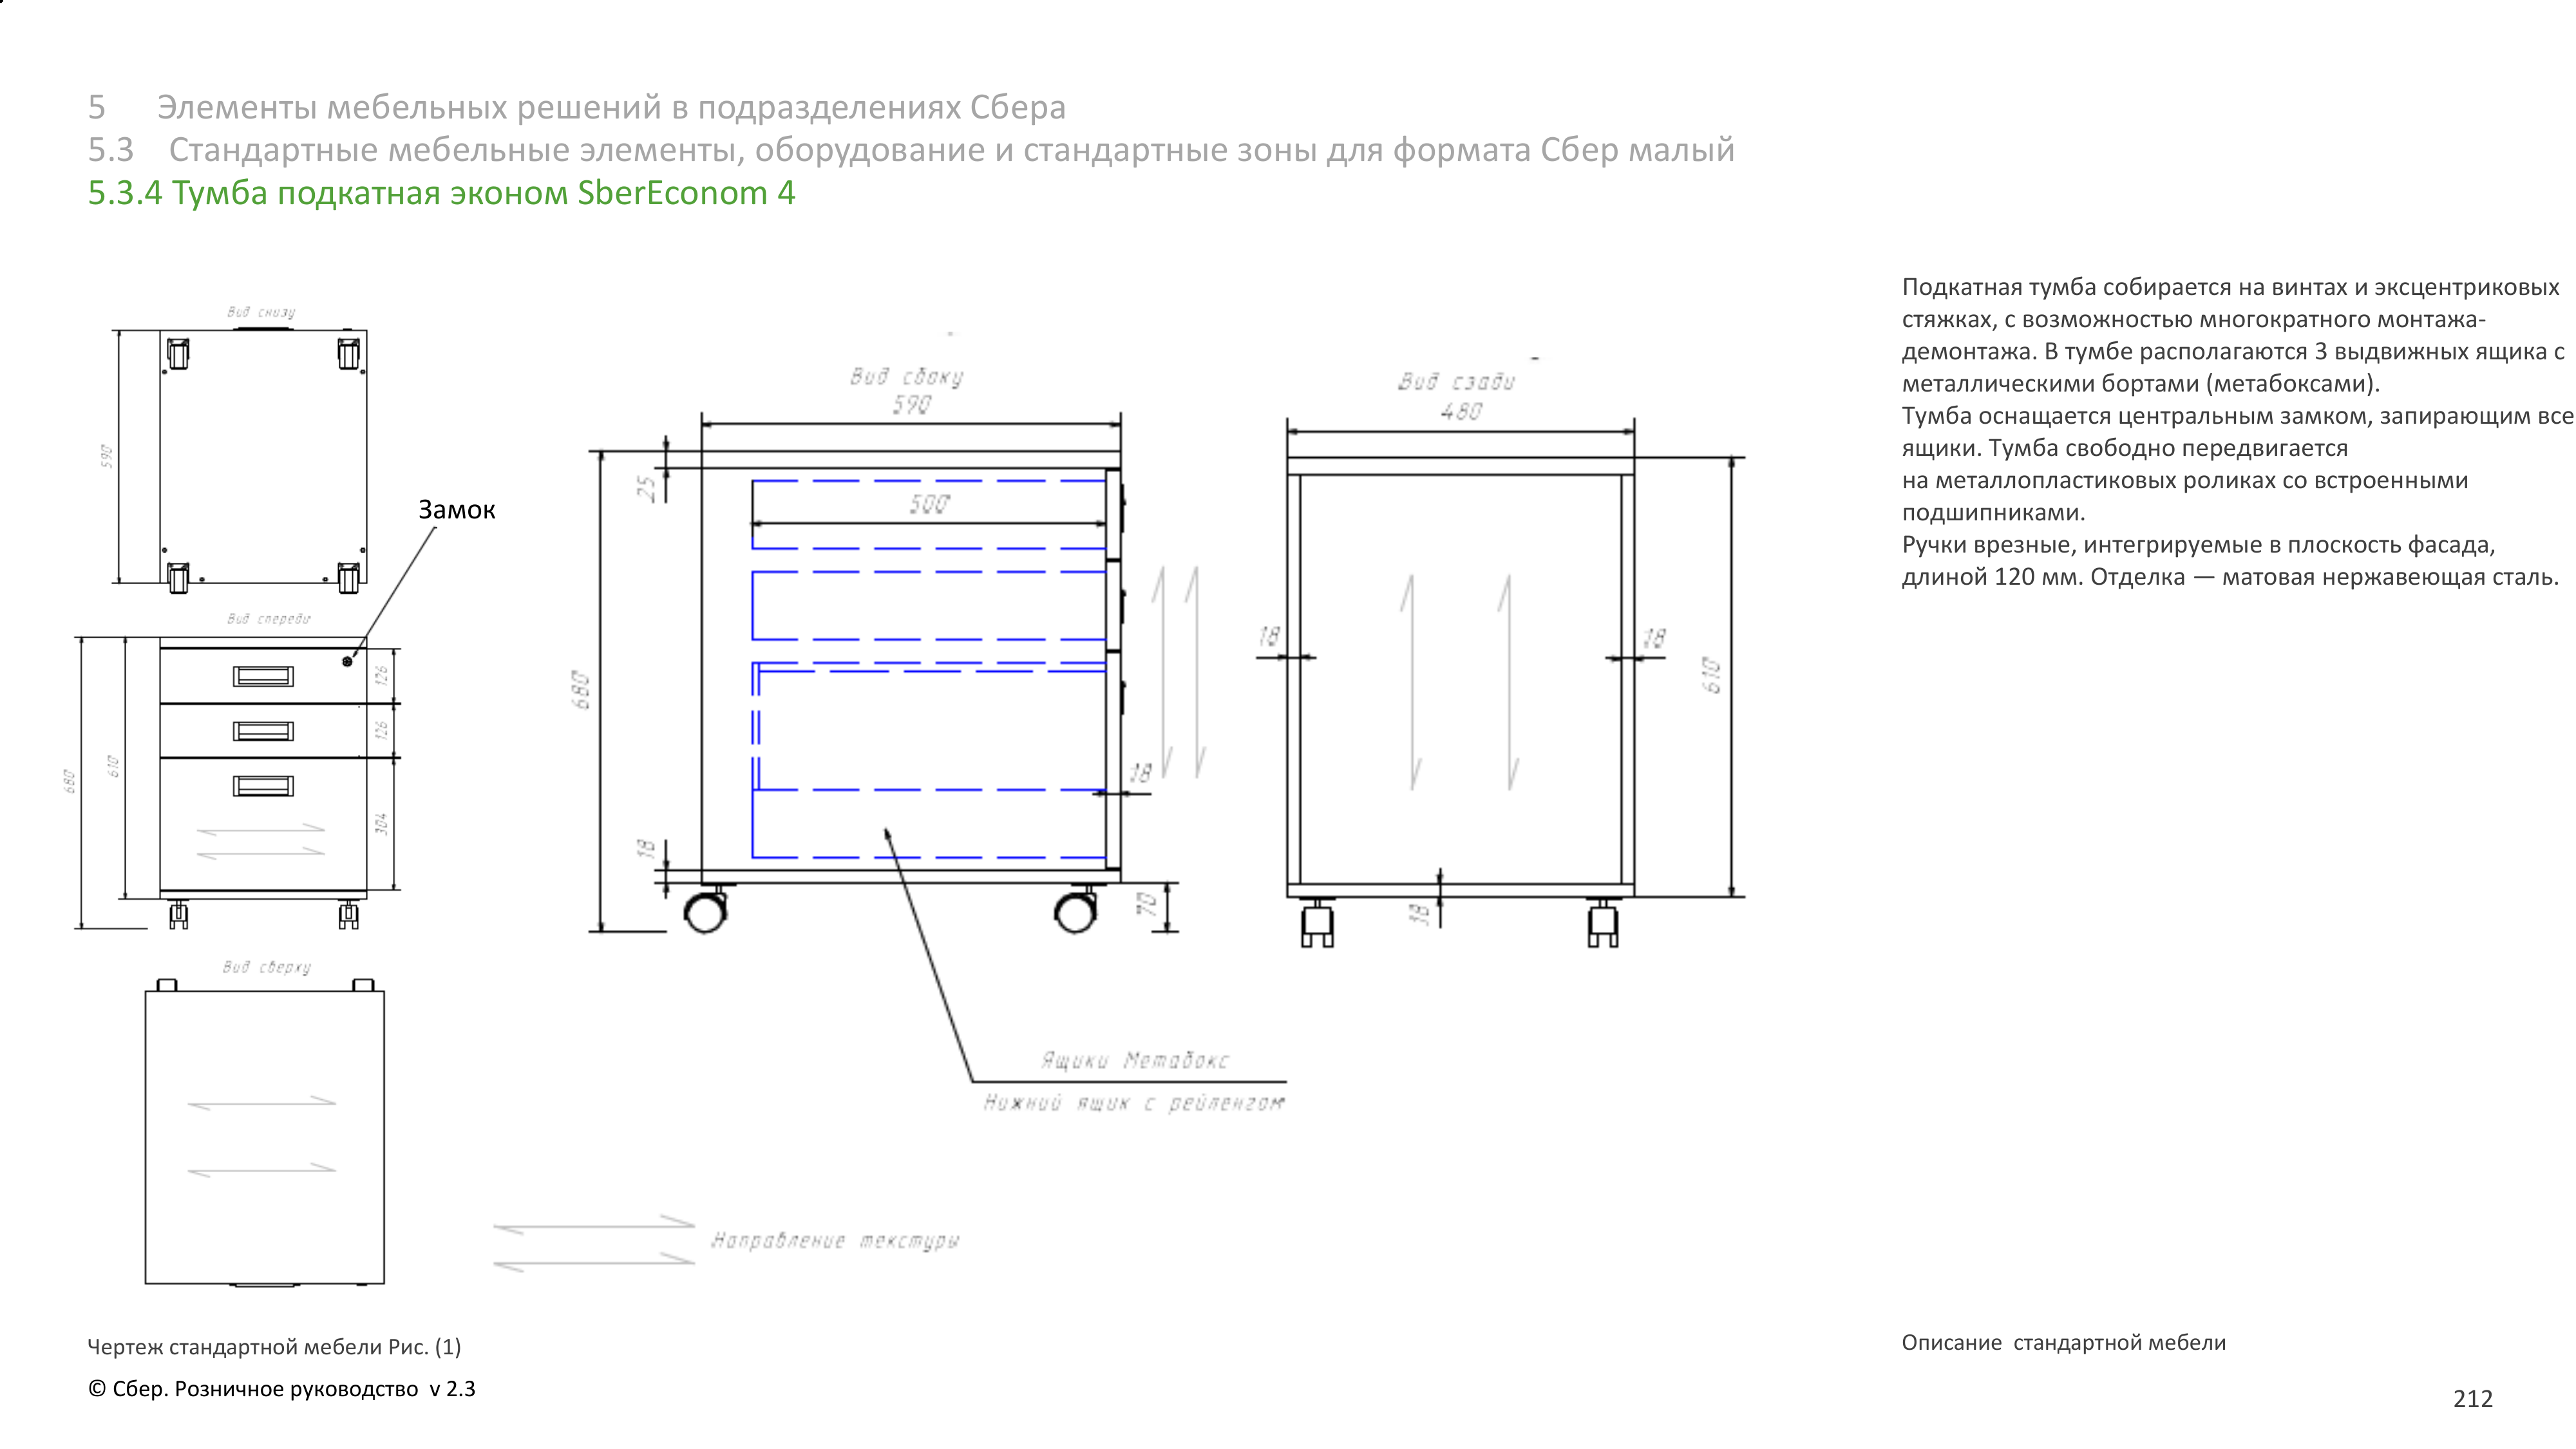 5 Элементы мебельных решений в подразделениях Сбера
5.3 Стандартные мебельные элементы, оборудование и стандартные зоны для формата Сбер малый
5.3.4 Тумба подкатная эконом SberEconom 4
Вид снизу
590
Замок
Вид спереди
126
126
304
610
680
Вид сверху
Вид сбоку
590
25
500
680
18
18
70
Ящики Метабокс
Нижний ящик с рейлингом
Вид сзади
480
18
18
610
18
Направление текстуры
Подкатная тумба собирается на винтах и эксцентриковых
стяжках, с возможностью многократного монтажа-
демонтажа. В тумбе располагаются 3 выдвижных ящика с
металлическими бортами (метабоксами).
Тумба оснащается центральным замком, запирающим все
ящики. Тумба свободно передвигается
на металлопластиковых роликах со встроенными
подшипниками.
Ручки врезные, интегрируемые в плоскость фасада,
длиной 120 мм. Отделка — матовая нержавеющая сталь.
Чертеж стандартной мебели Рис. (1)
Описание стандартной мебели
© Сбер. Розничное руководство v 2.3
212